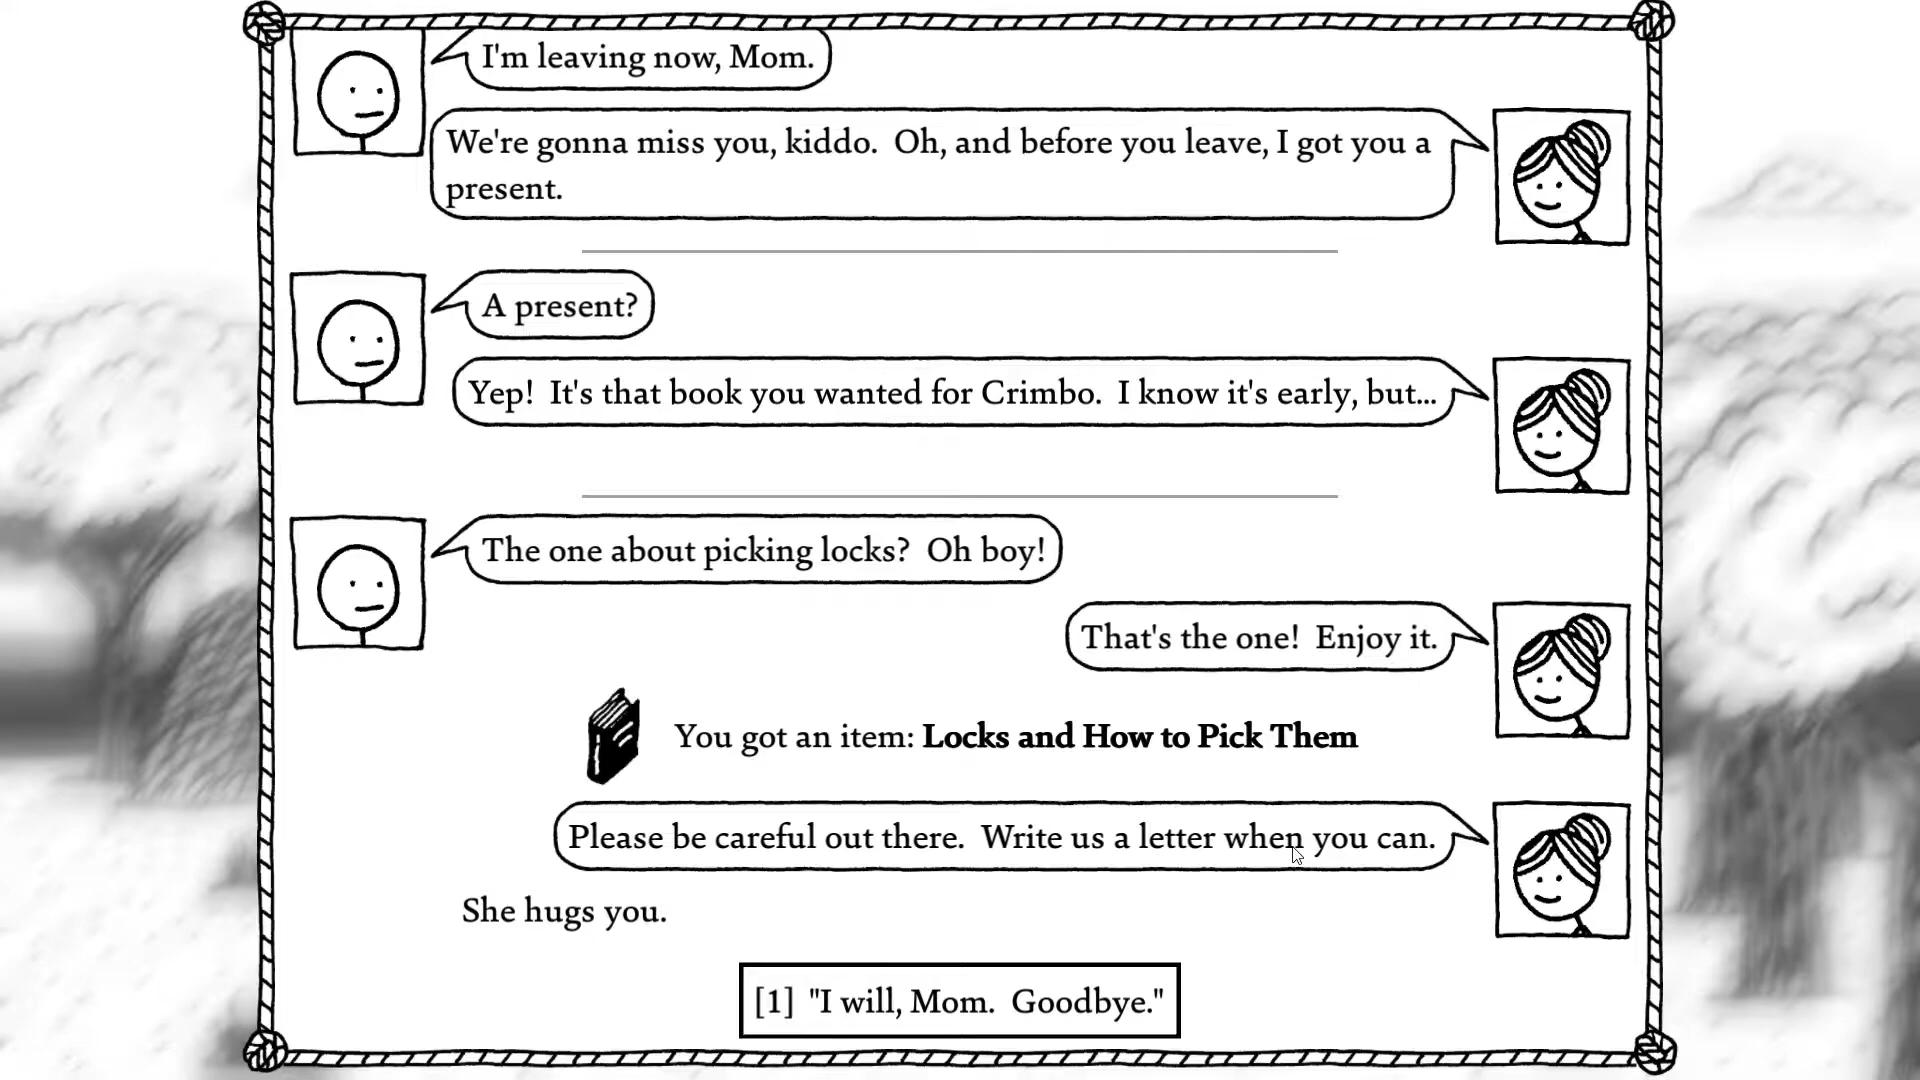 I'm leaving now, Mom.
We're gonna miss you, kiddo.  Oh, and before you leave, I got you a
present.
A present?
Yep!  It's that book you wanted for Crimbo.  I know it's early, but...
The one about picking locks?  Oh boy!
That's the one!  Enjoy it.
You got an item: Locks and How to Pick Them
Please be careful out there.  Write us a letter when you can.
She hugs you.
[1]  "I will, Mom.  Goodbye."